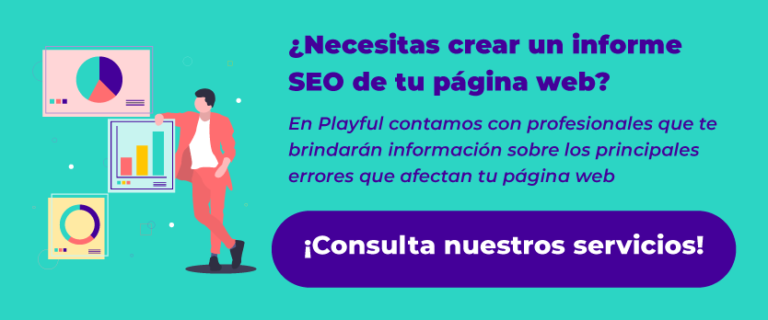 ¿Necesitas crear un informe
SEO de tu página web?
En Playful contamos con profesionales que te
brindarán información sobre los principales
errores que afectan tu página web
¡Consulta nuestros servicios!